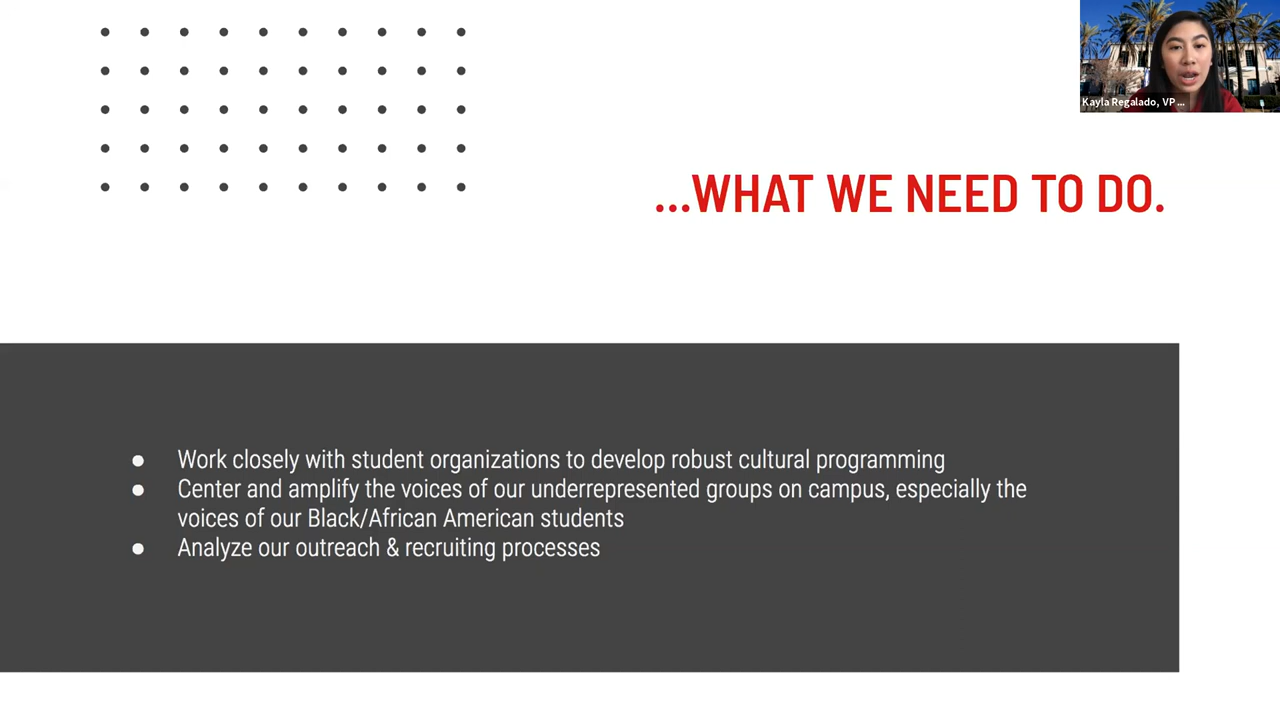 Kayla Regalado, VP ...
...WHAT WE NEED TO DO.
● Work closely with student organizations to develop robust cultural programming
● Center and amplify the voices of our underrepresented groups on campus, especially the
voices of our Black/African American students
● Analyze our outreach & recruiting processes